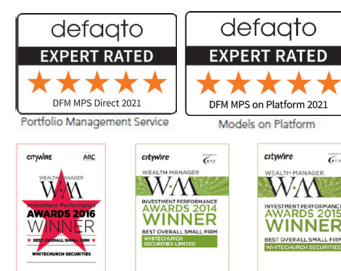 defaqto
EXPERT RATED
DFM MPS Direct 2021
Portfolio Management Service
defaqto
EXPERT RATED
DFM MPS on Platform 2021
Models on Platform
CITYWIRE ARC
WEALTH MANAGER
WM
Investment Performance
AWARDS 2016
WINNER
BEST OVERALL SMALL FIRM
WHITECHURCH SECURITIES
CITYWIRE
WEALTH MANAGER
WM
INVESTMENT PERFORMANCE
AWARDS 2014
WINNER
BEST OVERALL SMALL FIRM
WHITECHURCH
SECURITIES LIMITED
CITYWIRE
WEALTH MANAGER
WM
INVESTMENT PERFORMANCE
AWARDS 2015
WINNER
BEST OVERALL SMALL FIRM
WHITECHURCH
SECURITIES LIMITED